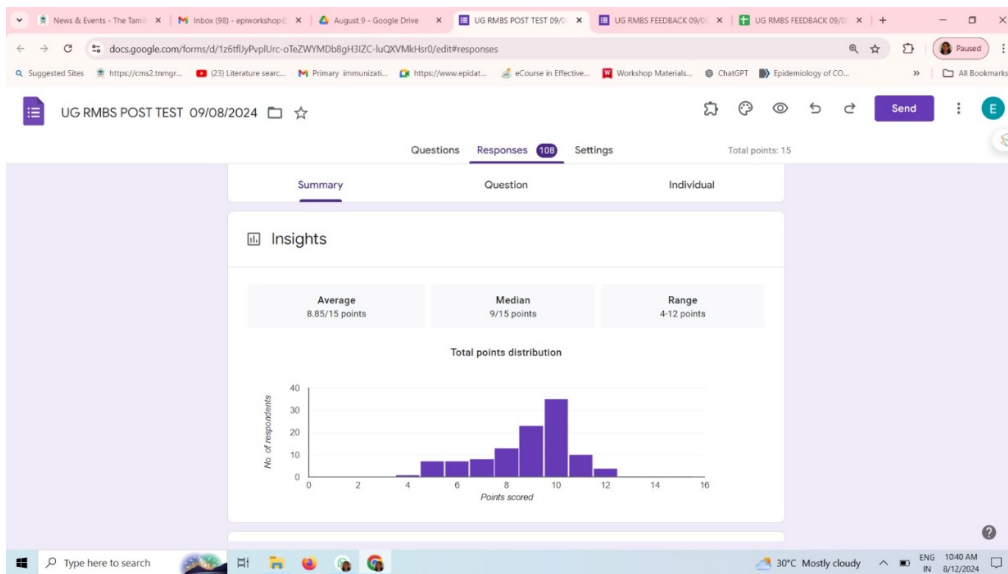 News & Events - The Tami
Inbox (98) - epiworkshop@
August 9 - Google Drive
UG RMBS POST TEST 09/0
UG RMBS FEEDBACK 09/0
UG RMBS FEEDBACK 09/0
docs.google.com/forms/d/1z6tflJyPvplUrc-oTeZWYMDb8gH3IZC-luQXVMkHsr0/edit#responses
Paused
Suggested Sites
https://cms2.tnmgr...
(23) Literature searc...
Primary immunizati...
https://www.epidat...
eCourse in Effective...
Workshop Materials...
ChatGPT
Epidemiology of CO...
»
All Bookmarks
UG RMBS POST TEST 09/08/2024
Send
E
Questions Responses 108 Settings
Total points: 15
Summary Question Individual
Insights
Average Median Range
8.85/15 points 9/15 points 4-12 points
Total points distribution
No. of respondents
40
30
20
10
0
0 2 4 6 8 10 12 14 16
Points scored
Type here to search
30°C Mostly cloudy
ENG
IN
10:40 AM
8/12/2024